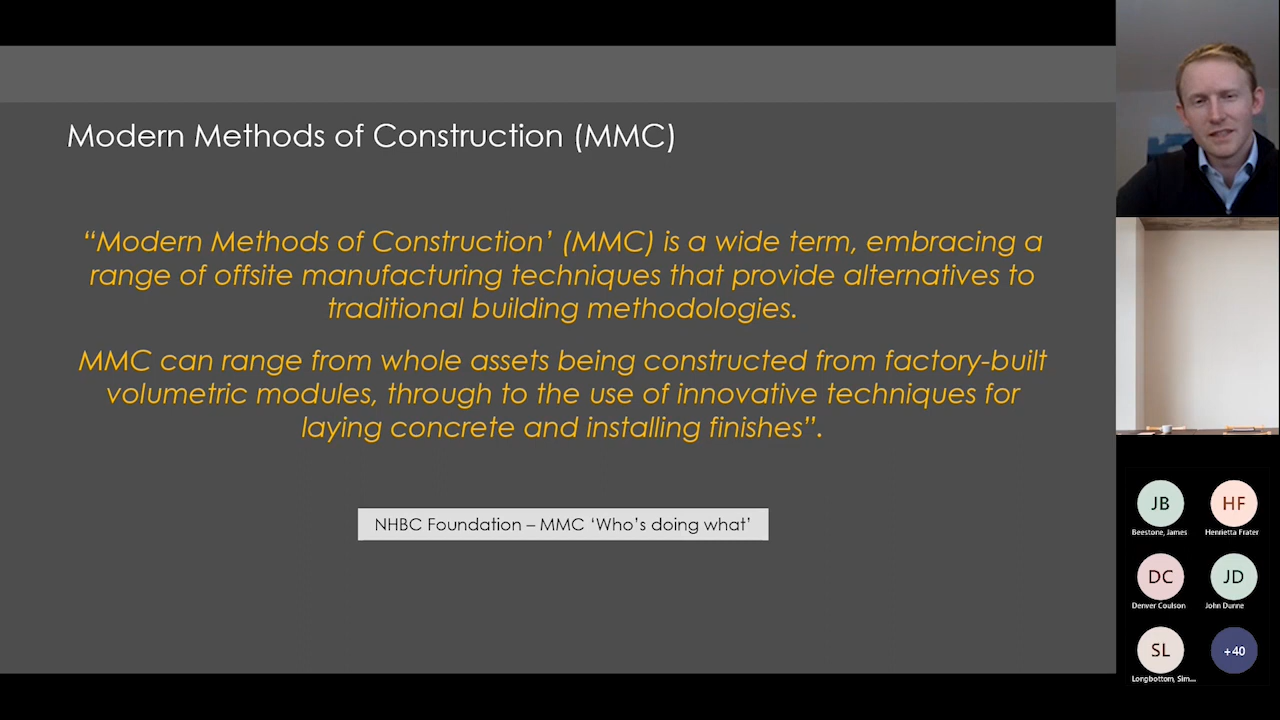 Modern Methods of Construction (MMC)
“Modern Methods of Construction’ (MMC) is a wide term, embracing a
range of offsite manufacturing techniques that provide alternatives to
traditional building methodologies.
MMC can range from whole assets being constructed from factory-built
volumetric modules, through to the use of innovative techniques for
laying concrete and installing finishes”.
NHBC Foundation – MMC ‘Who’s doing what’
JB
HF
Beestone, James
Henrietta Frater
DC
JD
Denver Coulson
John Dunne
SL
+40
Longbottom, Sim...